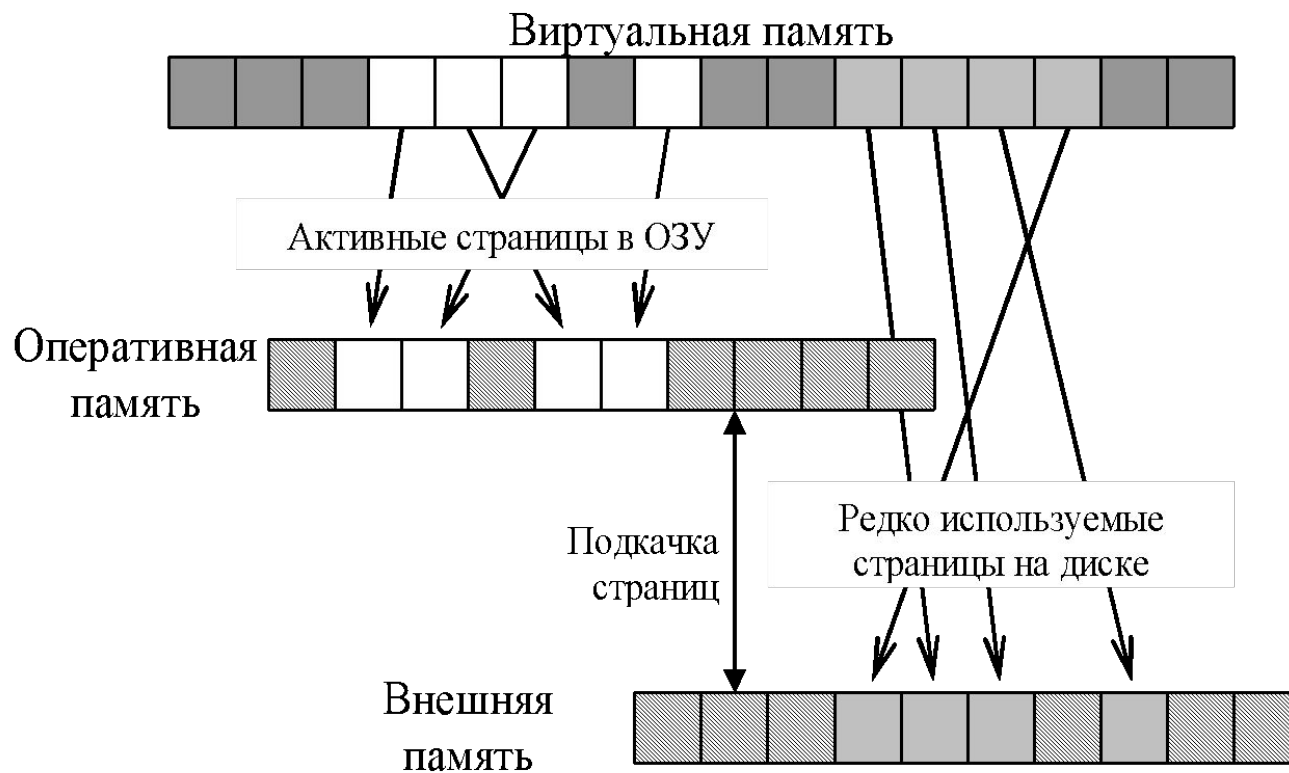 Виртуальная память
Активные страницы в ОЗУ
Оперативная
память
Подкачка
страниц
Редко используемые
страницы на диске
Внешняя
память